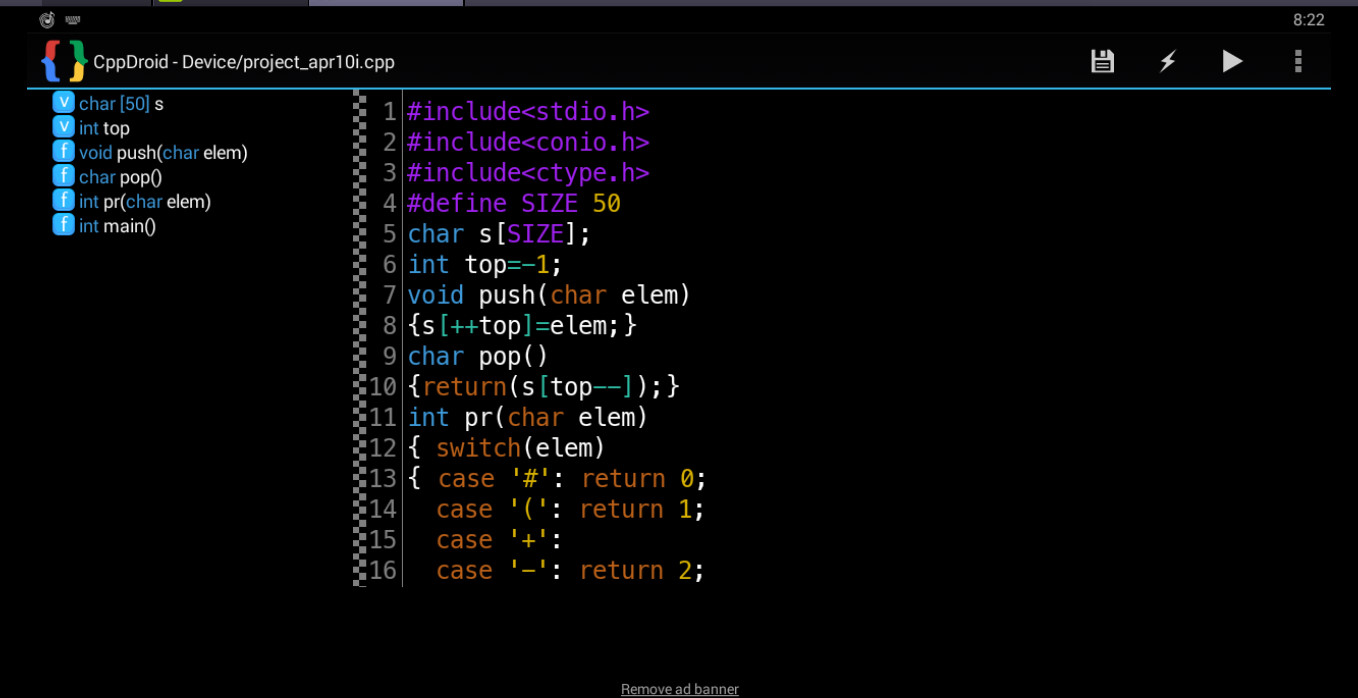 8:22
CppDroid - Device/project_apr10i.cpp
v char [50] s
v int top
f void push(char elem)
f char pop()
f int pr(char elem)
f int main()
1 #include<stdio.h>
2 #include<conio.h>
3 #include<ctype.h>
4 #define SIZE 50
5 char s[SIZE];
6 int top=-1;
7 void push(char elem)
8 {s[++top]=elem;}
9 char pop()
10 {return(s[top--]);}
11 int pr(char elem)
12 { switch(elem)
13 { case '#': return 0;
14 case '(': return 1;
15 case '+':
16 case '-': return 2;
Remove ad banner